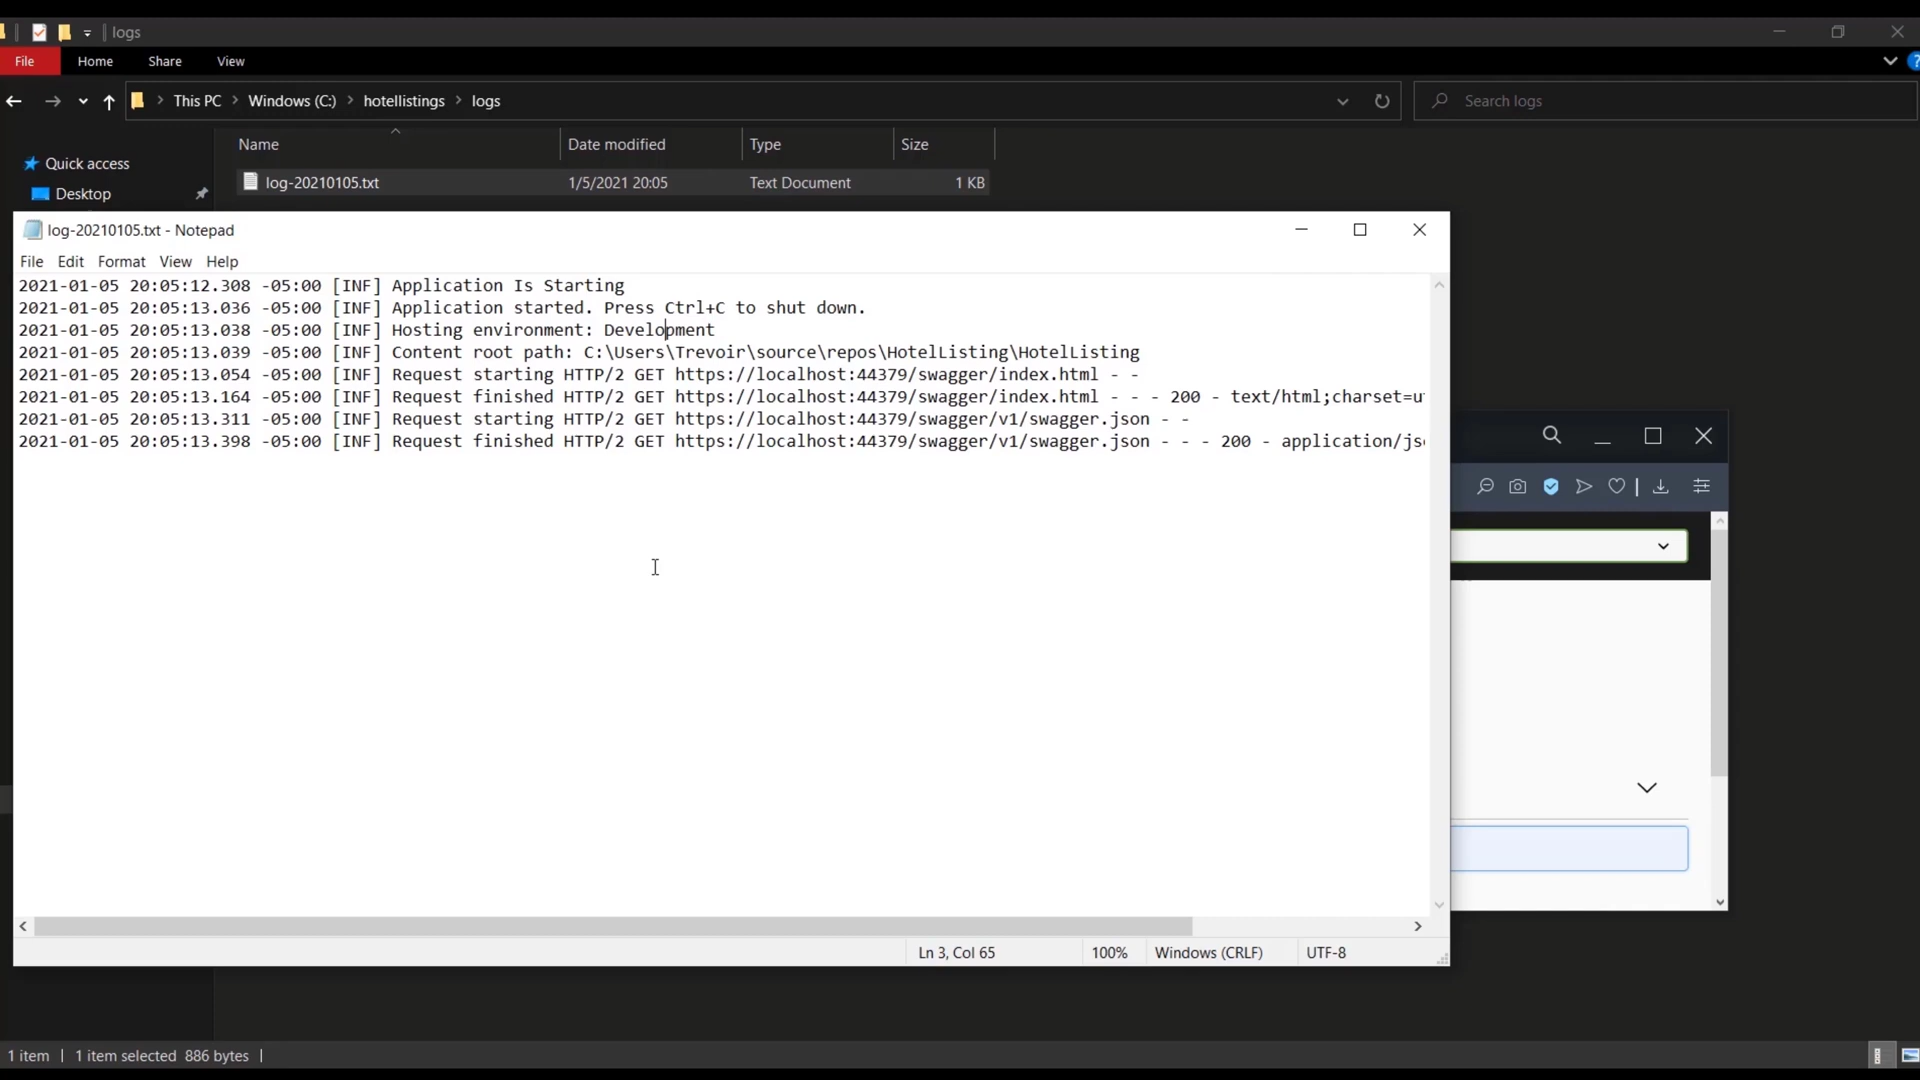 logs
File Home Share View
This PC Windows (C:) hotellistings logs Search logs
Name Date modified Type Size
Quick access
log-20210105.txt 1/5/2021 20:05 Text Document 1 KB
Desktop
log-20210105.txt - Notepad
File Edit Format View Help
2021-01-05 20:05:12.308 -05:00 [INF] Application Is Starting
2021-01-05 20:05:13.036 -05:00 [INF] Application started. Press Ctrl+C to shut down.
2021-01-05 20:05:13.038 -05:00 [INF] Hosting environment: Development
2021-01-05 20:05:13.039 -05:00 [INF] Content root path: C:\Users\Trevoir\source\repos\HotelListing\HotelListing
2021-01-05 20:05:13.054 -05:00 [INF] Request starting HTTP/2 GET https://localhost:44379/swagger/index.html - -
2021-01-05 20:05:13.164 -05:00 [INF] Request finished HTTP/2 GET https://localhost:44379/swagger/index.html - - - 200 - text/html;charset=u
2021-01-05 20:05:13.311 -05:00 [INF] Request starting HTTP/2 GET https://localhost:44379/swagger/v1/swagger.json - -
2021-01-05 20:05:13.398 -05:00 [INF] Request finished HTTP/2 GET https://localhost:44379/swagger/v1/swagger.json - - - 200 - application/js
Ln 3, Col 65 100% Windows (CRLF) UTF-8
1 item 1 item selected 886 bytes